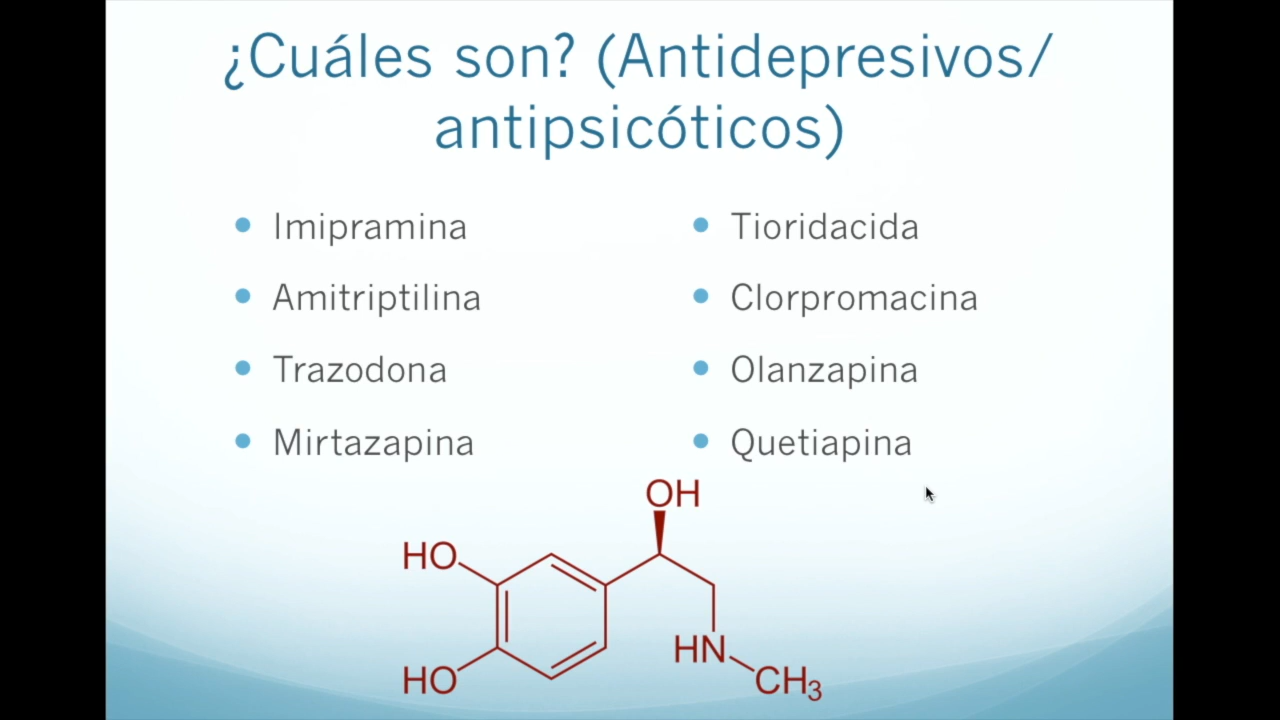 ¿Cuáles son? (Antidepresivos/
antipsicóticos)
Imipramina
Amitriptilina
Trazodona
Mirtazapina
Tioridacida
Clorpromacina
Olanzapina
Quetiapina
OH
HO
HO
HN
CH₃